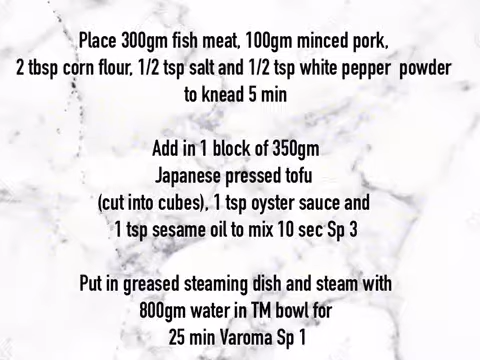 Place 300gm fish meat, 100gm minced pork,
2 tbsp corn flour, 1/2 tsp salt and 1/2 tsp white pepper powder
to knead 5 min
Add in 1 block of 350gm
Japanese pressed tofu
(cut into cubes), 1 tsp oyster sauce and
1 tsp sesame oil to mix 10 sec Sp 3
Put in greased steaming dish and steam with
800gm water in TM bowl for
25 min Varoma Sp 1